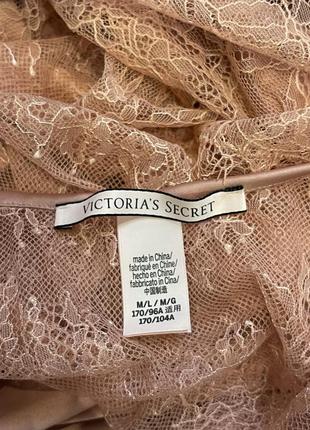 VICTORIA'S SECRET
made in China/
fabriqué en Chine/
hecho en China/
fabbricato in Cina/
中国制造
M/L / M/G
170/96A 适用
170/104A